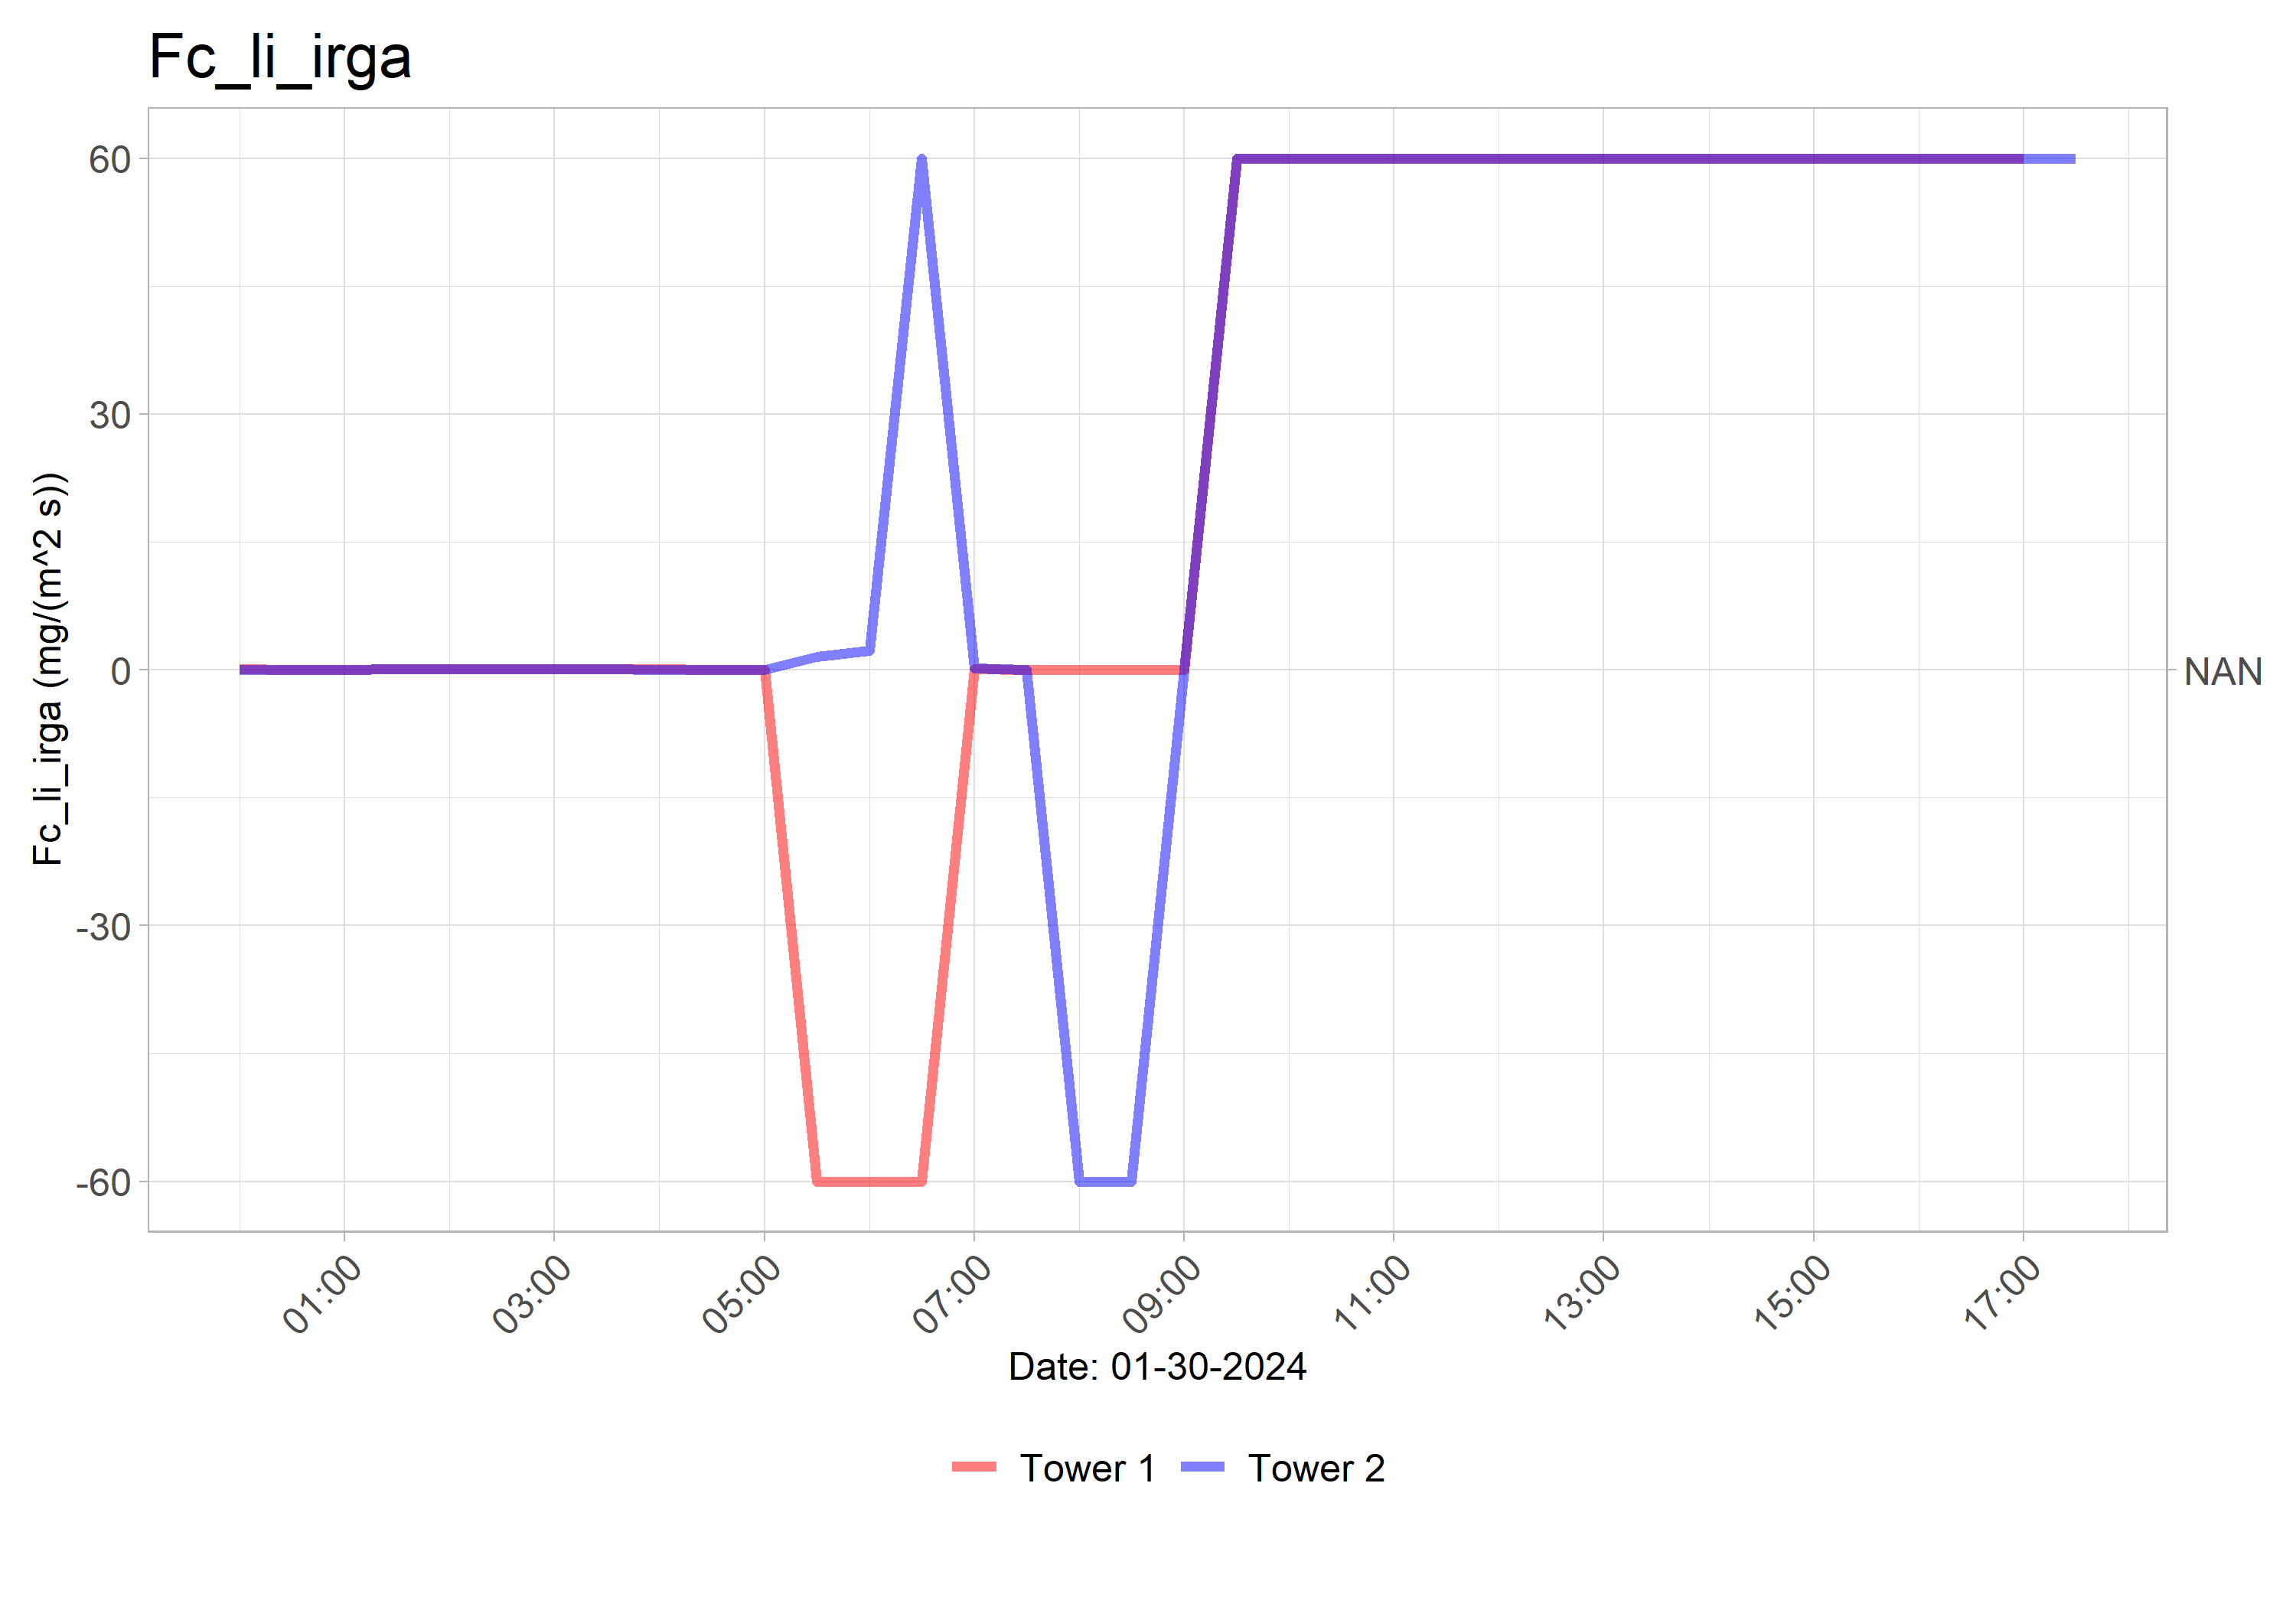 Fc_li_irga
Fc_li_irga (mg/(m^2 s))
60
30
0
-30
-60
NAN
01:00 03:00 05:00 07:00 09:00 11:00 13:00 15:00 17:00
Date: 01-30-2024
Tower 1 Tower 2